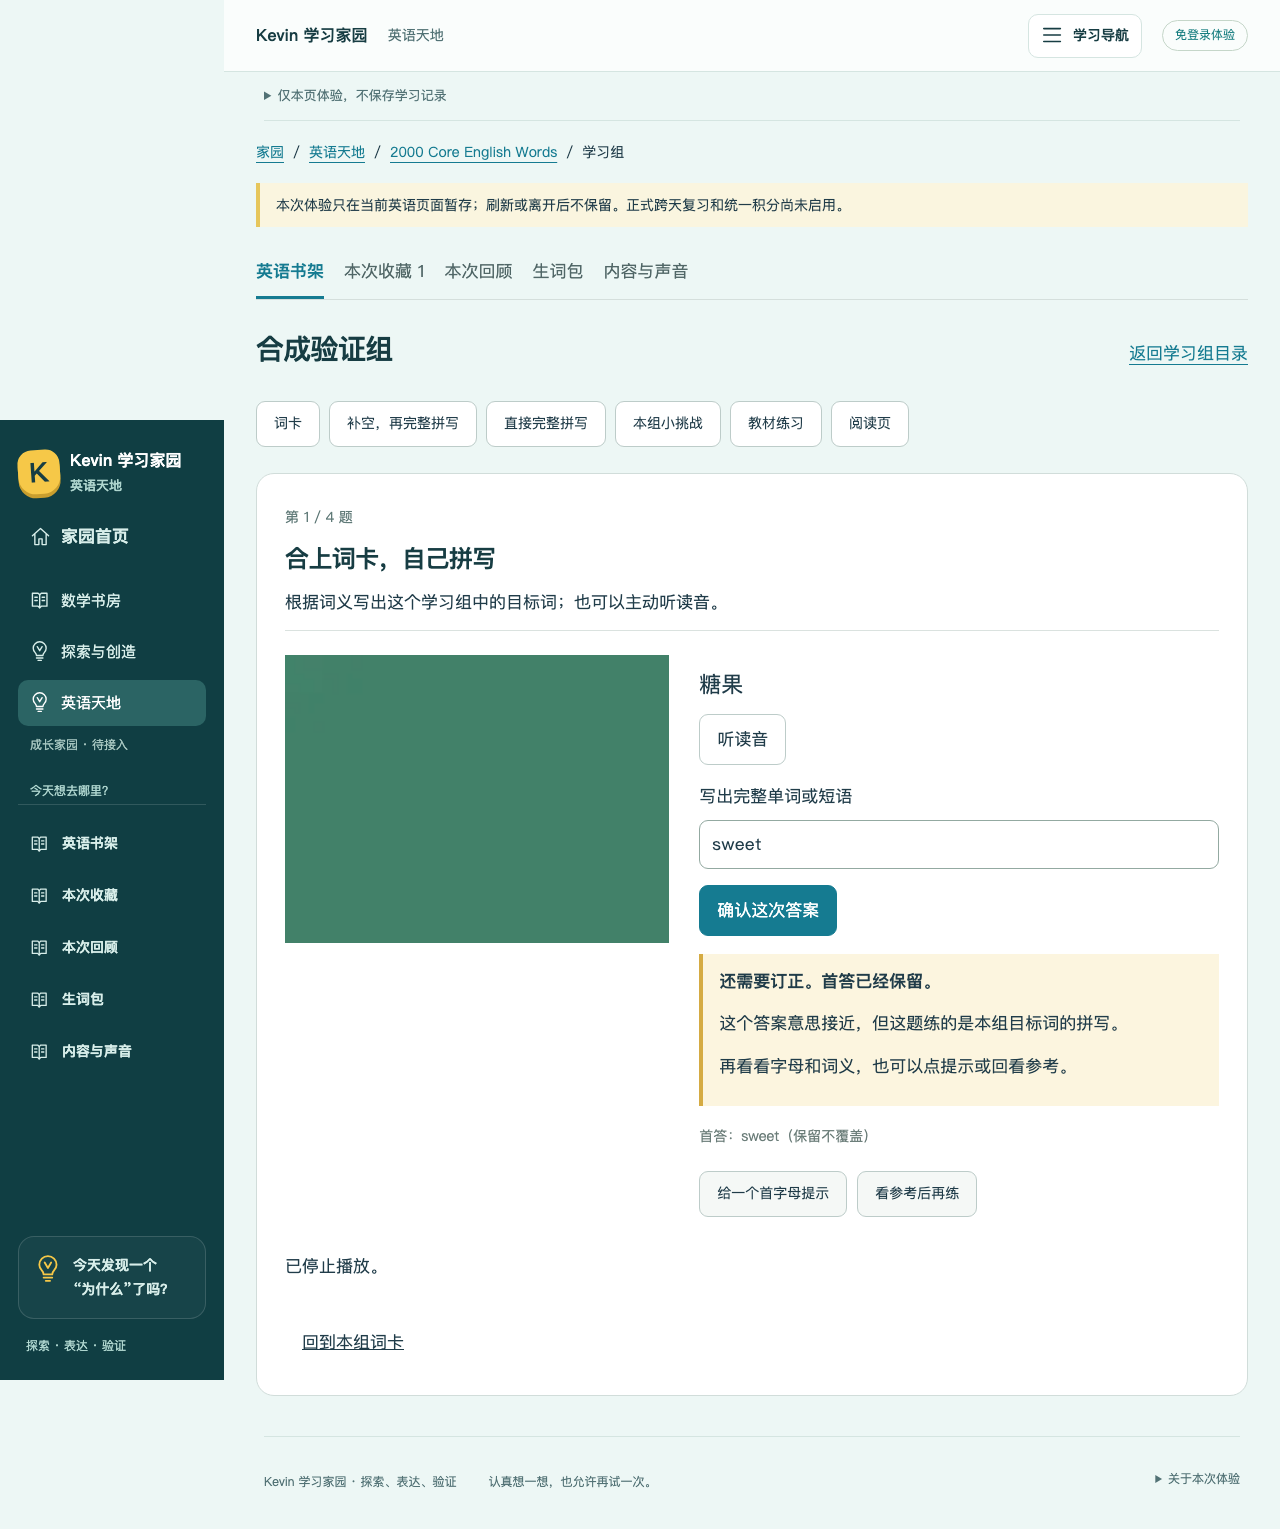 Kevin 学习家园 英语天地
学习导航
免登录体验
▶ 仅本页体验，不保存学习记录
家园 / 英语天地 / 2000 Core English Words / 学习组
本次体验只在当前英语页面暂存；刷新或离开后不保留。正式跨天复习和统一积分尚未启用。
英语书架 本次收藏 1 本次回顾 生词包 内容与声音
合成验证组
返回学习组目录
词卡 补空，再完整拼写 直接完整拼写 本组小挑战 教材练习 阅读页
K
Kevin 学习家园
英语天地
家园首页
数学书房
探索与创造
英语天地
成长家园 · 待接入
今天想去哪里？
英语书架
本次收藏
本次回顾
生词包
内容与声音
今天发现一个
“为什么”了吗？
探索 · 表达 · 验证
第 1 / 4 题
合上词卡，自己拼写
根据词义写出这个学习组中的目标词；也可以主动听读音。
糖果
听读音
写出完整单词或短语
sweet
确认这次答案
还需要订正。首答已经保留。
这个答案意思接近，但这题练的是本组目标词的拼写。
再看看字母和词义，也可以点提示或回看参考。
首答：sweet（保留不覆盖）
给一个首字母提示 看参考后再练
已停止播放。
回到本组词卡
Kevin 学习家园 · 探索、表达、验证 认真想一想，也允许再试一次。
▶ 关于本次体验